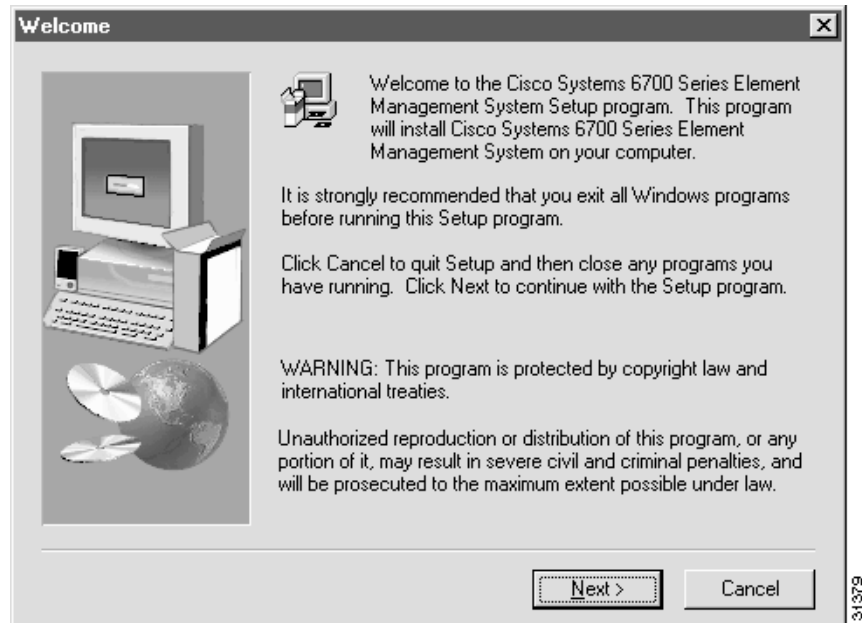 Welcome
Welcome to the Cisco Systems 6700 Series Element
Management System Setup program. This program
will install Cisco Systems 6700 Series Element
Management System on your computer.
It is strongly recommended that you exit all Windows programs
before running this Setup program.
Click Cancel to quit Setup and then close any programs you
have running. Click Next to continue with the Setup program.
WARNING: This program is protected by copyright law and
international treaties.
Unauthorized reproduction or distribution of this program, or any
portion of it, may result in severe civil and criminal penalties, and
will be prosecuted to the maximum extent possible under law.
Next >
Cancel
31379